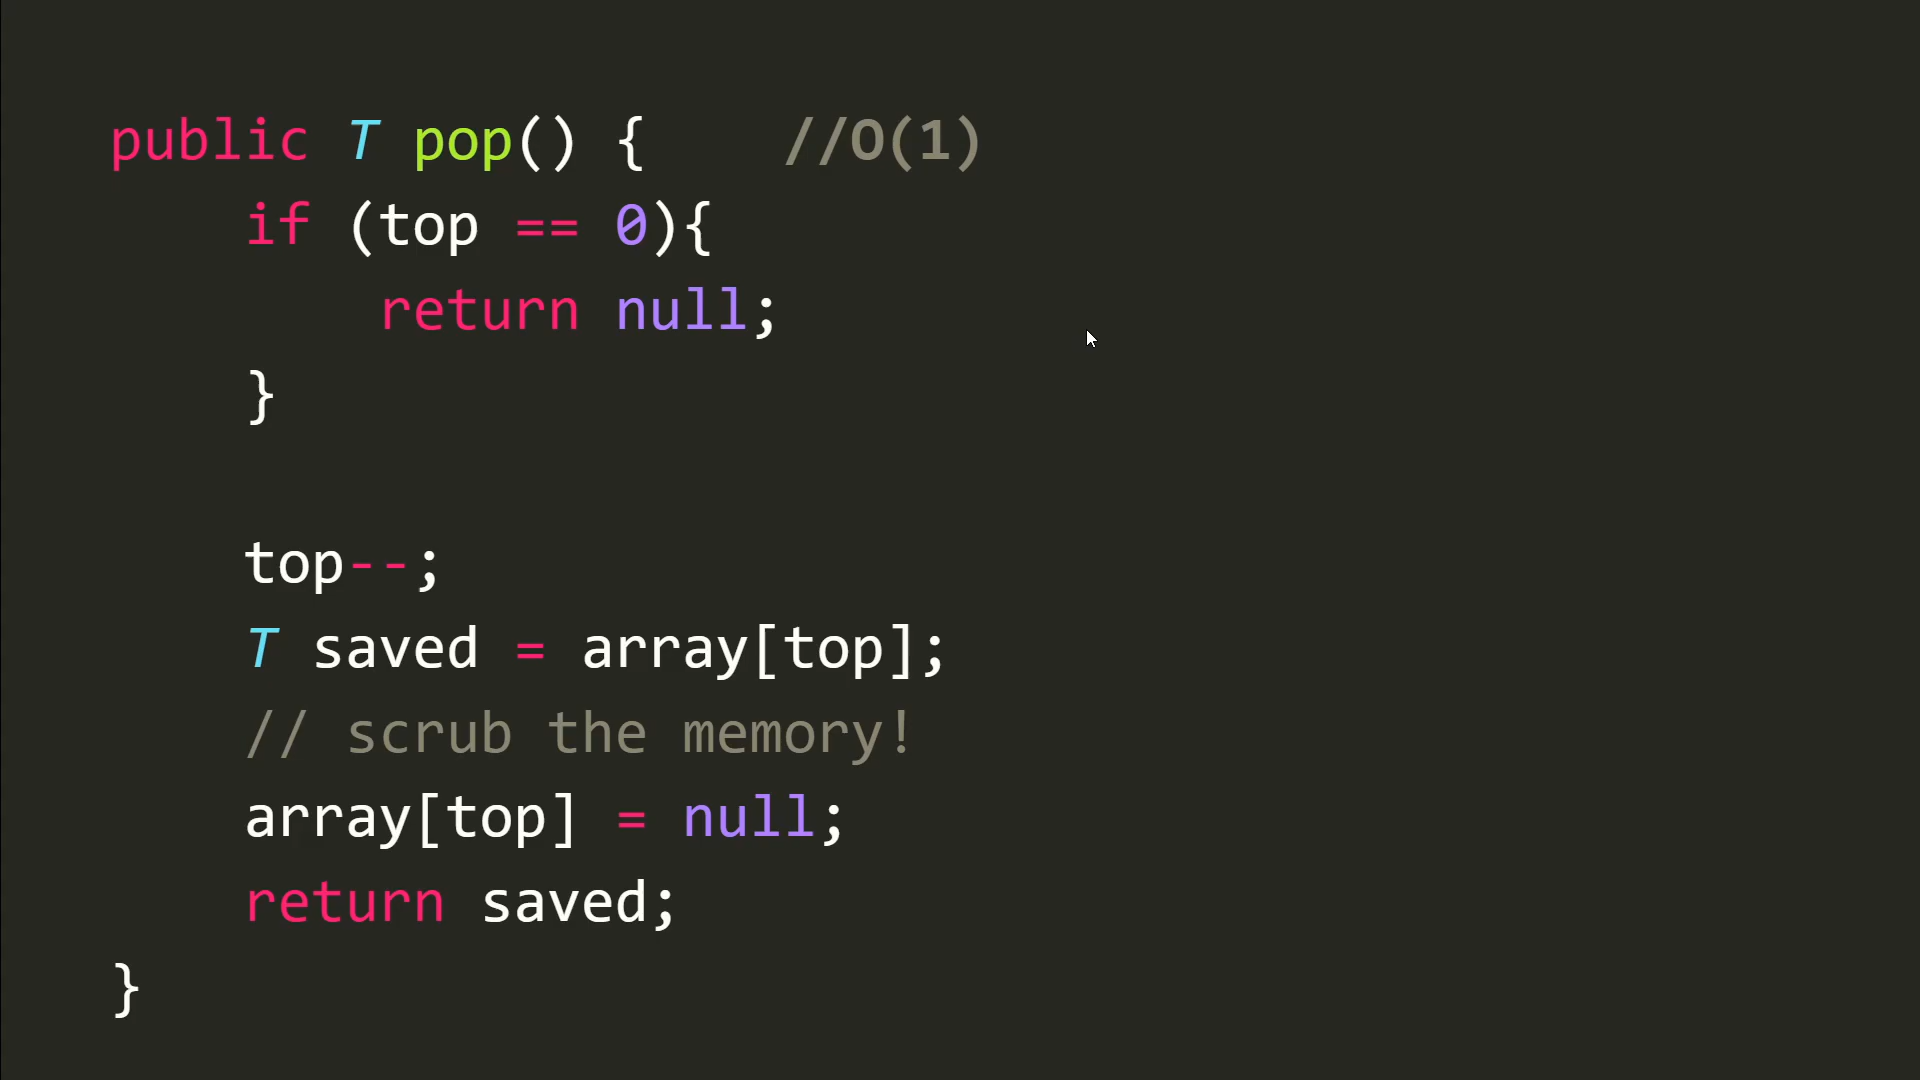 public T pop() {    //O(1)
    if (top == 0){
        return null;
    }
    top--;
    T saved = array[top];
    // scrub the memory!
    array[top] = null;
    return saved;
}